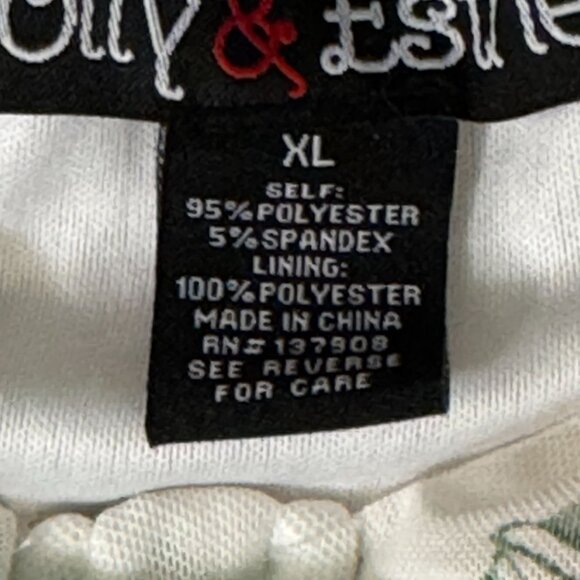 &
XL
SELF:
95% POLYESTER
5% SPANDEX
LINING:
100% POLYESTER
MADE IN CHINA
RN# 137908
SEE REVERSE
FOR CARE